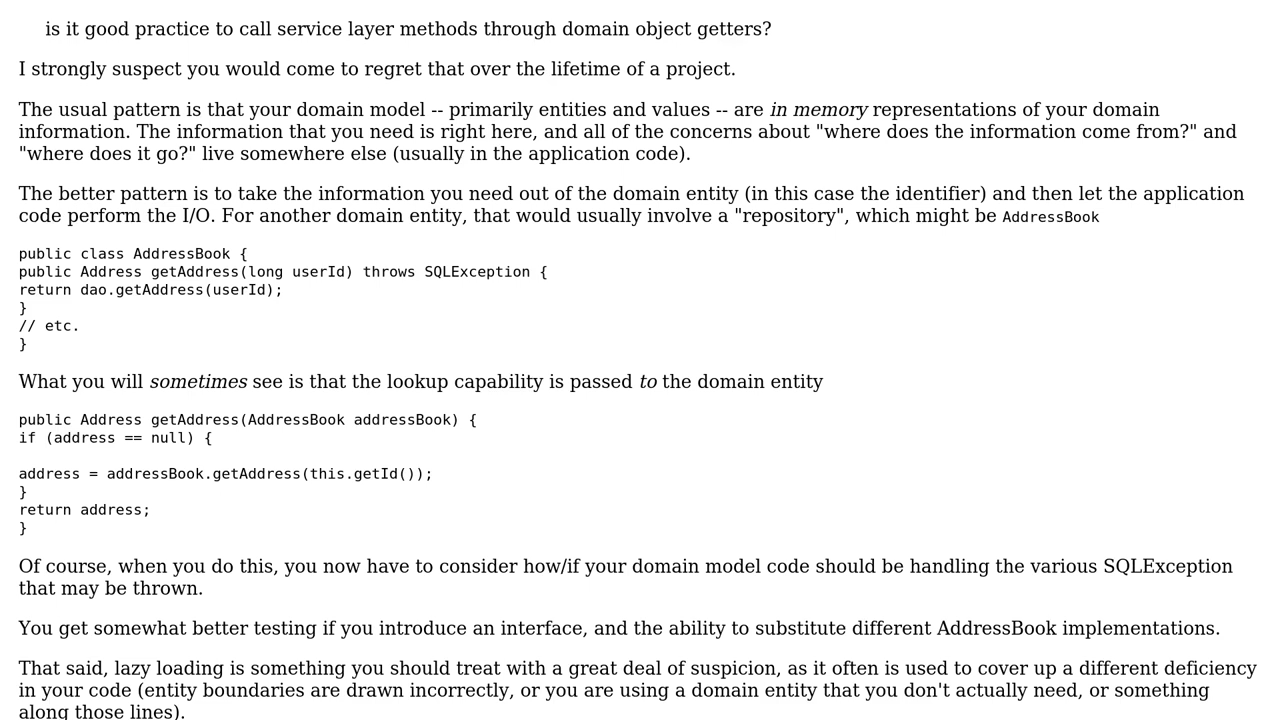 is it good practice to call service layer methods through domain object getters?
I strongly suspect you would come to regret that over the lifetime of a project.
The usual pattern is that your domain model -- primarily entities and values -- are in memory representations of your domain
information. The information that you need is right here, and all of the concerns about "where does the information come from?" and
"where does it go?" live somewhere else (usually in the application code).
The better pattern is to take the information you need out of the domain entity (in this case the identifier) and then let the application
code perform the I/O. For another domain entity, that would usually involve a "repository", which might be AddressBook
public class AddressBook {
public Address getAddress(long userId) throws SQLException {
return dao.getAddress(userId);
}
// etc.
}
What you will sometimes see is that the lookup capability is passed to the domain entity
public Address getAddress(AddressBook addressBook) {
if (address == null) {
address = addressBook.getAddress(this.getId());
}
return address;
}
Of course, when you do this, you now have to consider how/if your domain model code should be handling the various SQLException
that may be thrown.
You get somewhat better testing if you introduce an interface, and the ability to substitute different AddressBook implementations.
That said, lazy loading is something you should treat with a great deal of suspicion, as it often is used to cover up a different deficiency
in your code (entity boundaries are drawn incorrectly, or you are using a domain entity that you don't actually need, or something
along those lines).